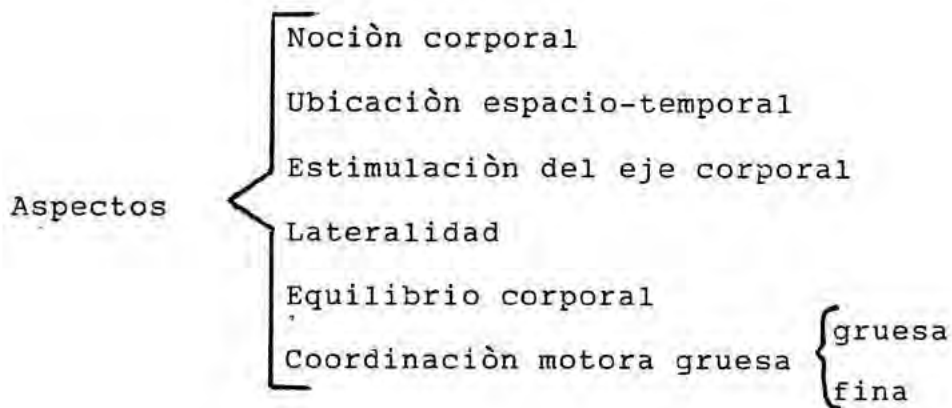 Nociòn corporal
Ubicaciòn espacio-temporal
Estimulaciòn del eje corporal
Aspectos
Lateralidad
Equilibrio corporal
Coordinaciòn motora gruesa
gruesa
fina